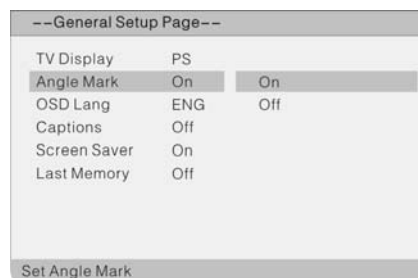 --General Setup Page--
TV Display PS
Angle Mark On On
OSD Lang ENG Off
Captions Off
Screen Saver On
Last Memory Off
Set Angle Mark